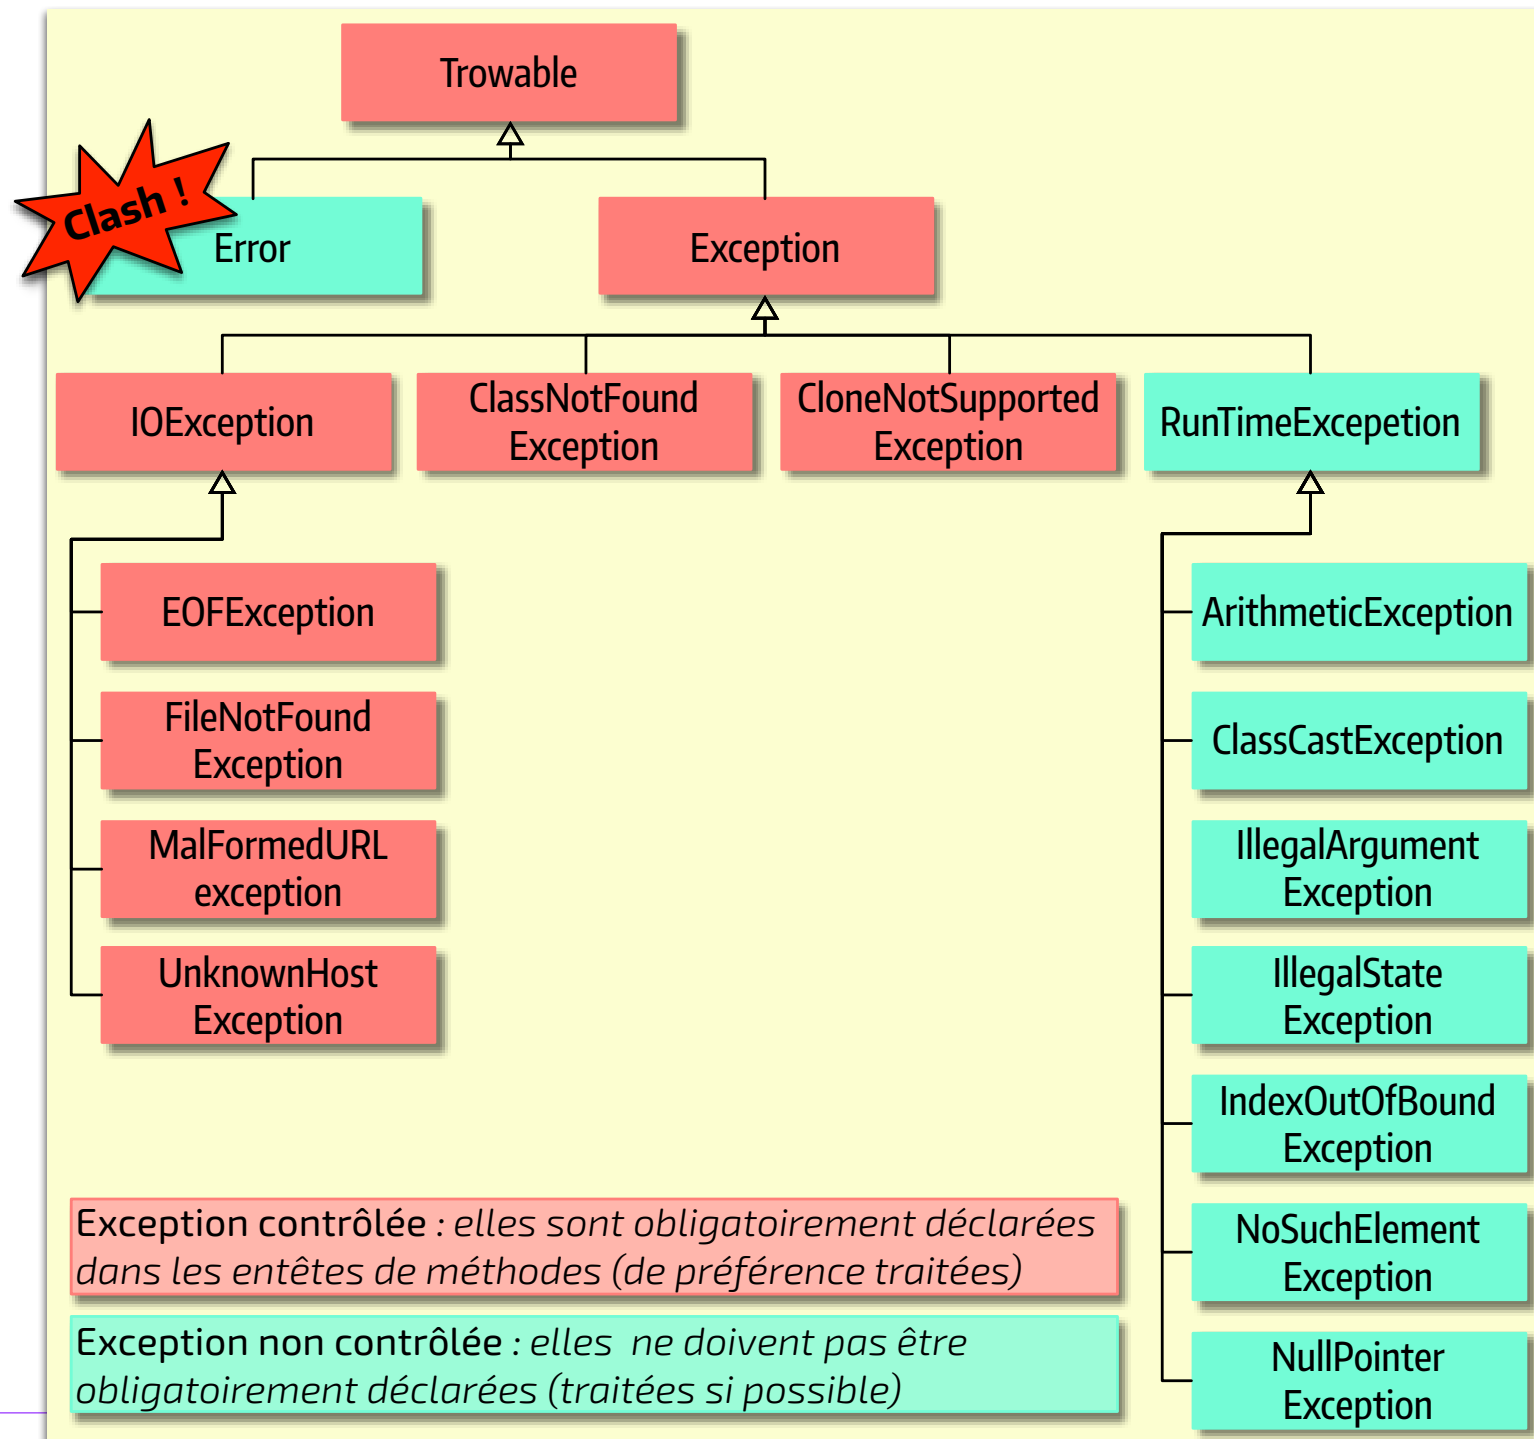 Trowable
Clash !
Error
Exception
IOException
ClassNotFound
Exception
CloneNotSupported
Exception
RunTimeExcepetion
EOFException
FileNotFound
Exception
MalFormedURL
exception
UnknownHost
Exception
ArithmeticException
ClassCastException
IllegalArgument
Exception
IllegalState
Exception
IndexOutOfBound
Exception
NoSuchElement
Exception
NullPointer
Exception
Exception contrôlée : elles sont obligatoirement déclarées
dans les entêtes de méthodes (de préférence traitées)
Exception non contrôlée : elles ne doivent pas être
obligatoirement déclarées (traitées si possible)